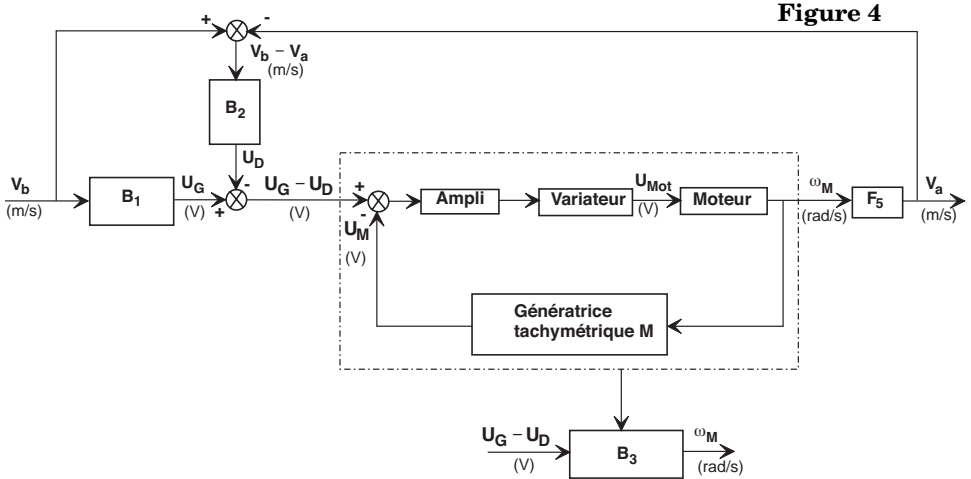 Figure 4
+
-
V_b – V_a
(m/s)
B_2
U_D
V_b
(m/s)
B_1
U_G
(V)
-
+
U_G – U_D
(V)
+
-
U_M
(V)
Ampli
Variateur
U_Mot
(V)
Moteur
ω_M
(rad/s)
F_5
V_a
(m/s)
Génératrice
tachymétrique M
U_G – U_D
(V)
B_3
ω_M
(rad/s)